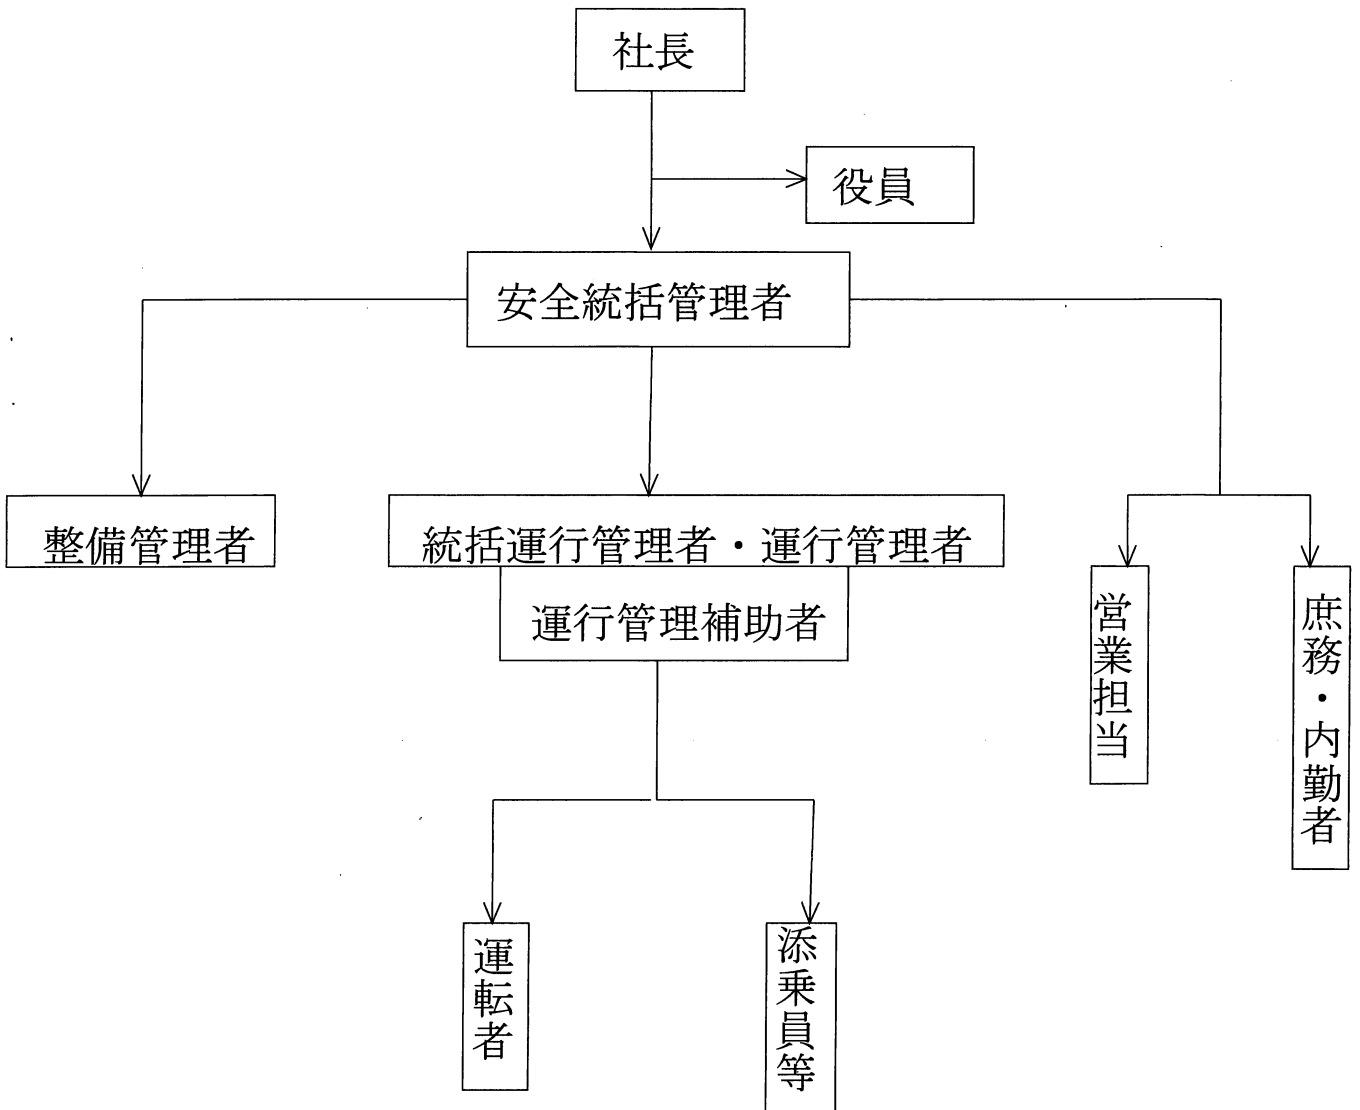 社長
役員
安全統括管理者
整備管理者
統括運行管理者・運行管理者
運行管理補助者
営業担当
庶務・内勤者
運転者
添乗員等